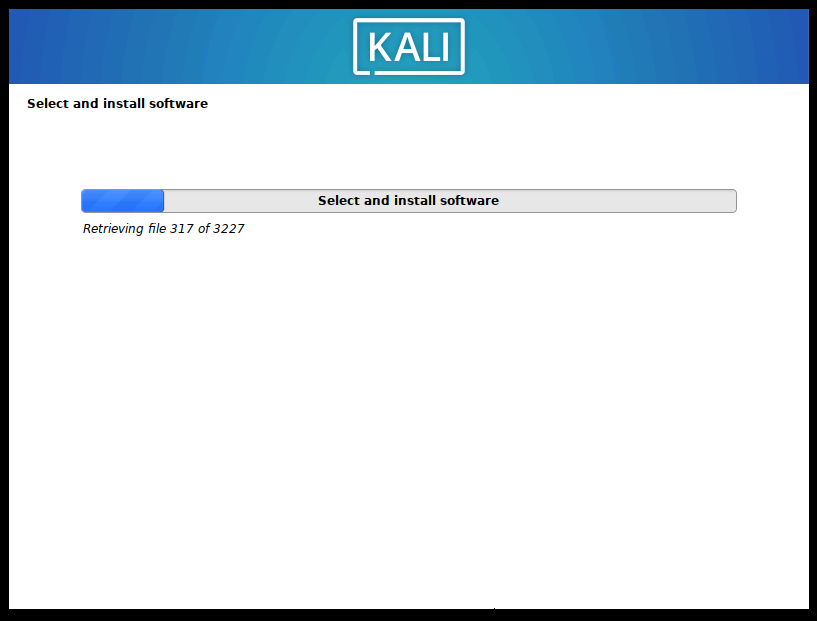 KALI
Select and install software
Select and install software
Retrieving file 317 of 3227